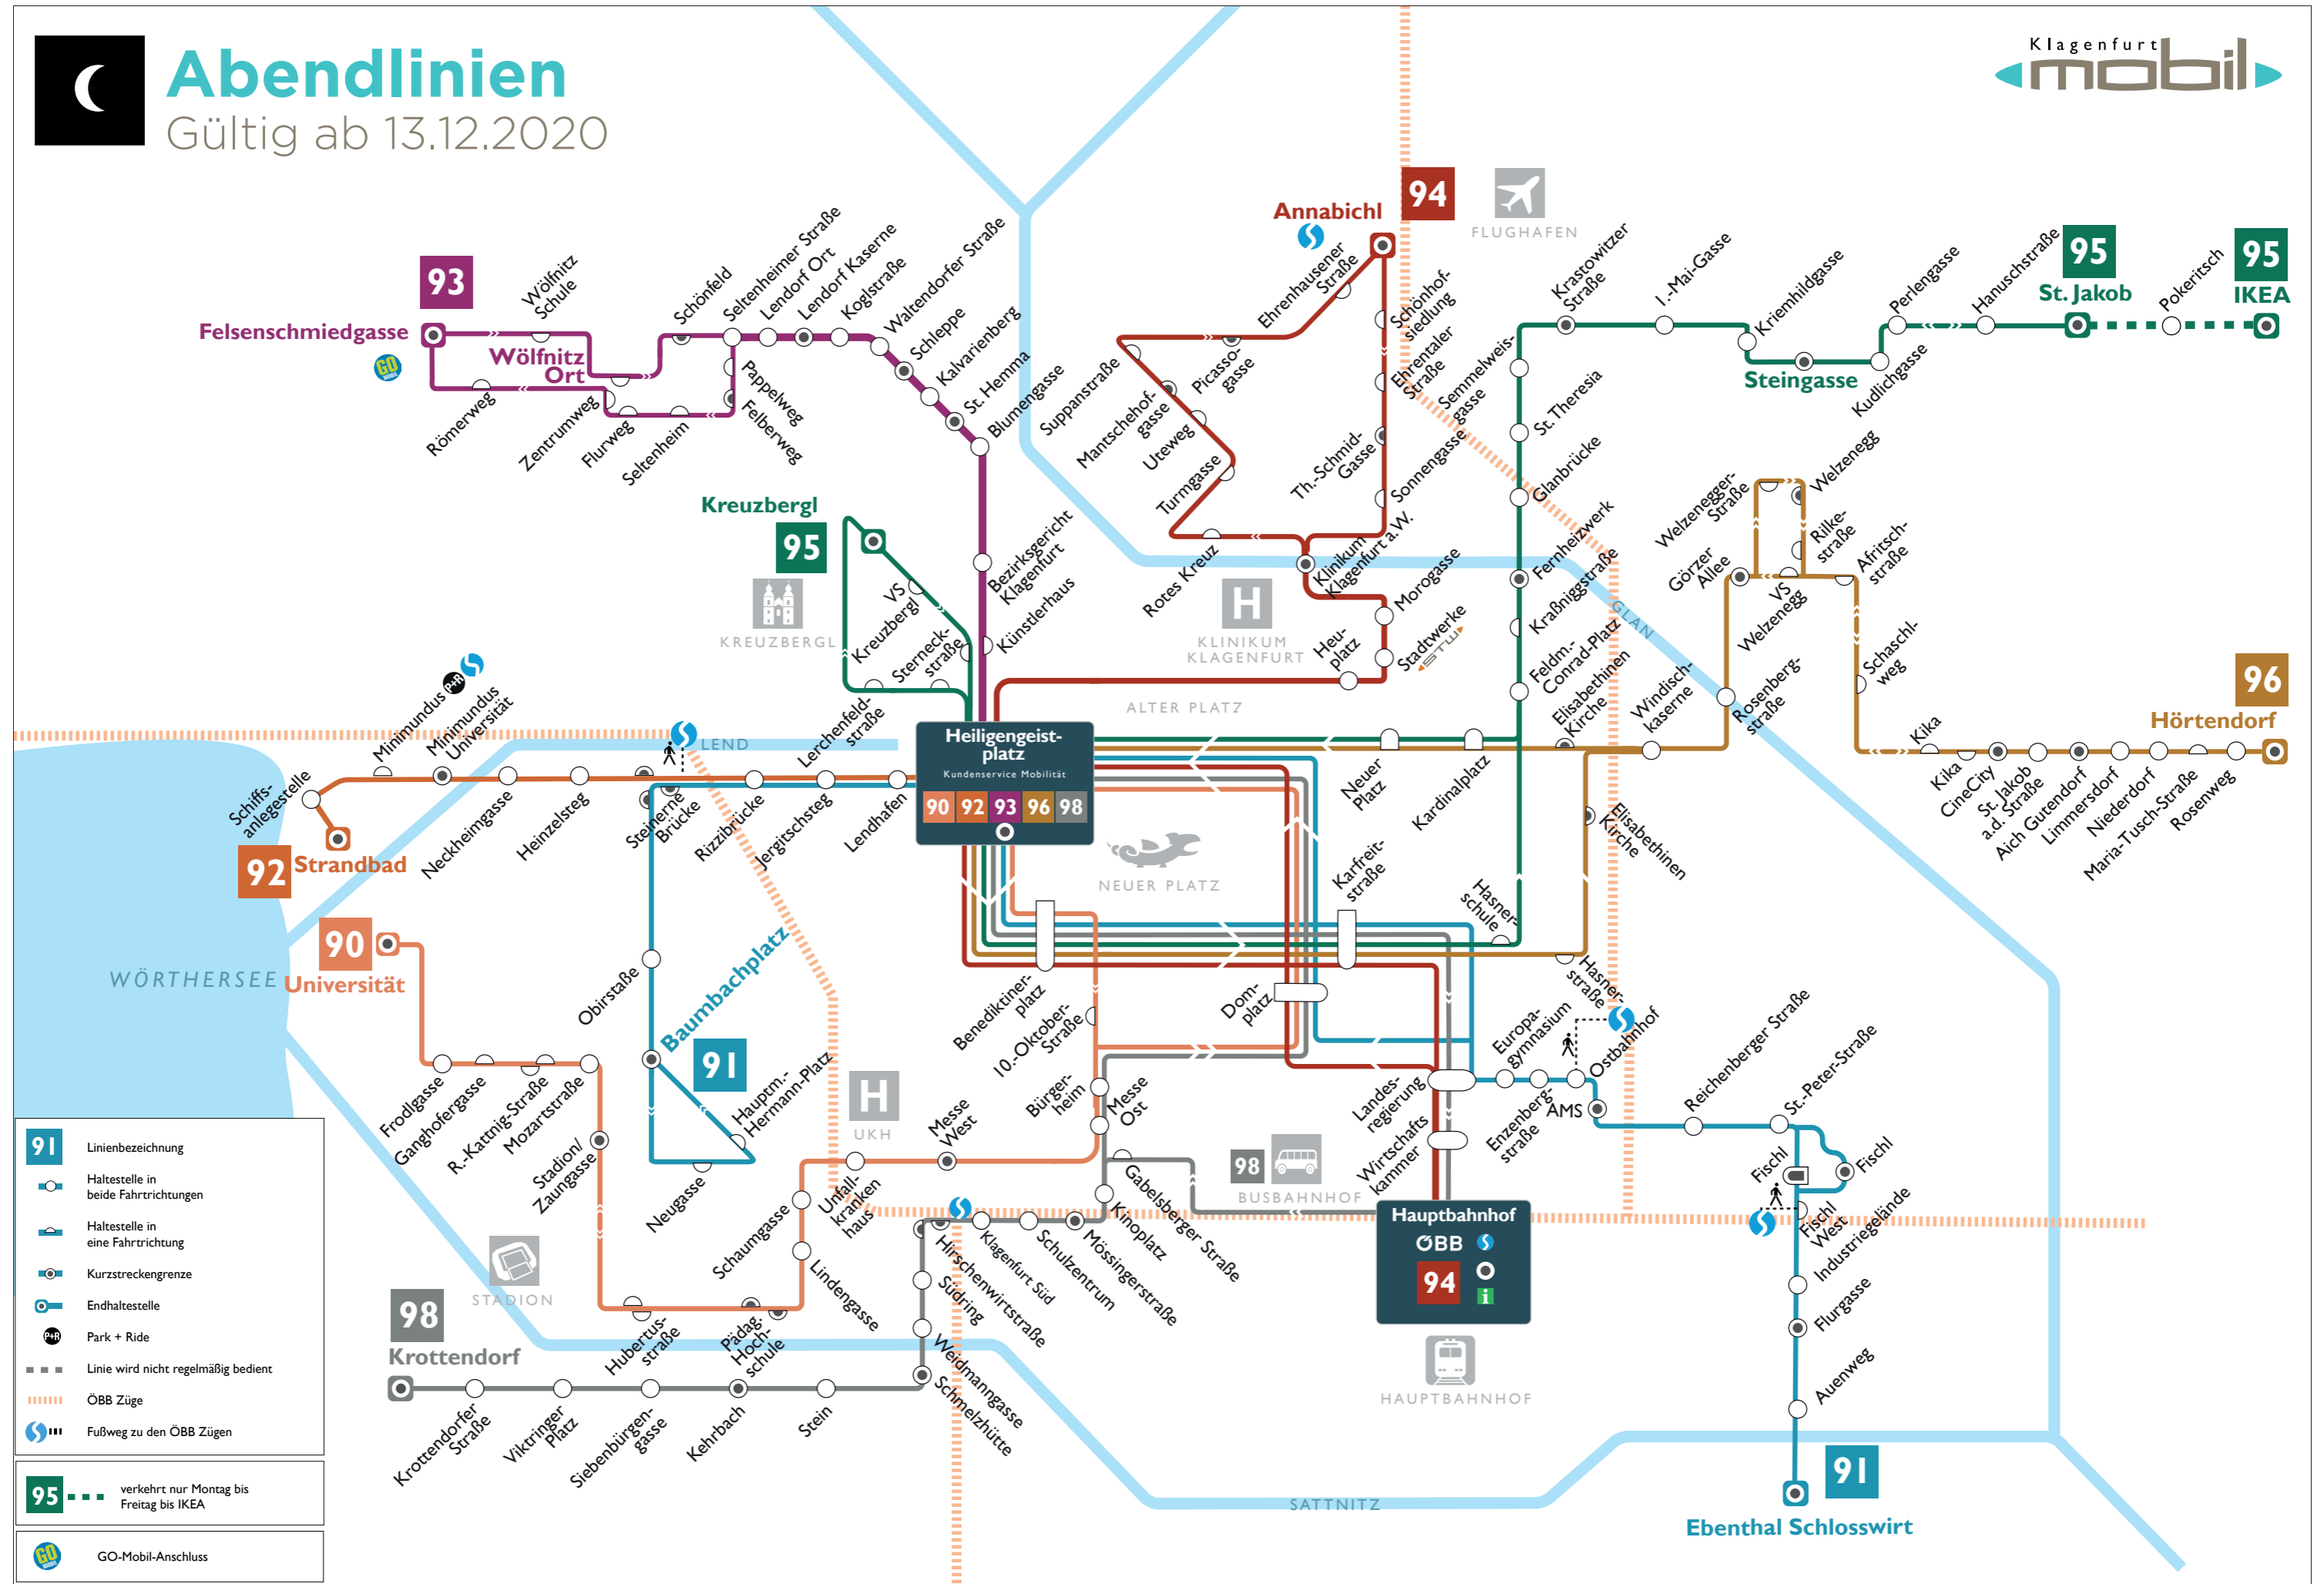 Abendlinien
Gültig ab 13.12.2020
Klagenfurt
mobil
94
Annabichl
FLUGHAFEN
Ehrenhausener
Straße
Schönhof-
siedlung
Ehrentaler
Straße
Picasso-
gasse
Suppanstraße
Mantschehof-
gasse
Uteweg
Turmgasse
Th.-Schmid-
Gasse
Sonnengasse
Rotes Kreuz
Klinikum
Klagenfurt a.W.
Morogasse
Stadtwerke
STW
Heu-
platz
H
KLINIKUM
KLAGENFURT
ALTER PLATZ
93
Felsenschmiedgasse
GO
MOBIL
Wölfnitz
Schule
Wölfnitz
Ort
Schönfeld
Seltenheimer Straße
Lendorf Ort
Lendorf Kaserne
Koglstraße
Waltendorfer Straße
Schleppe
Kalvarienberg
St. Hemma
Blumengasse
Pappelweg
Felberweg
Römerweg
Zentrumweg
Flurweg
Seltenheim
Bezirksgericht
Klagenfurt
Künstlerhaus
Kreuzbergl
95
KREUZBERGL
VS
Kreuzbergl
Sterneck-
straße
Lerchenfeld-
straße
Krastowitzer
Straße
1.-Mai-Gasse
Kriemhildgasse
Perlengasse
Hanuschstraße
95
St. Jakob
Pokeritsch
95
IKEA
Steingasse
Kudlichgasse
Semmelweis-
gasse
St. Theresia
Glanbrücke
Fernheizwerk
Kraßniggstraße
Feldm.-
Conrad-Platz
Elisabethinen
Kirche
Windisch-
kaserne
GLAN
Welzenegger-
Straße
Welzenegg
Rilke-
straße
Afritsch-
straße
Görzer
Allee
VS
Welzenegg
Rosenberg-
straße
Schaschl-
weg
96
Hörtendorf
Kika
Kika
CineCity
St. Jakob
a.d. Straße
Aich Gutendorf
Limmersdorf
Niederdorf
Maria-Tusch-Straße
Rosenweg
Minimundus
P+R
Minimundus
Universität
LEND
Schiffs-
anlegestelle
92
Strandbad
Neckheimgasse
Heinzelsteg
Steinerne
Brücke
Rizzibrücke
Jergitschsteg
Lendhafen
Heiligengeist-
platz
Kundenservice Mobilität
90 92 93 96 98
NEUER PLATZ
Neuer
Platz
Kardinalplatz
Elisabethinen
Kirche
Karfreit-
straße
Hasner-
schule
Hasner-
straße
WÖRTHERSEE
90
Universität
Obirstaße
Baumbachplatz
91
Hauptm.-
Hermann-Platz
Neugasse
Frodlgasse
Ganghofergasse
R.-Kattnig-Straße
Mozartstraße
Stadion/
Zaungasse
Benediktiner-
platz
10.-Oktober-
Straße
Dom-
platz
Bürger-
heim
Messe
Ost
H
UKH
Messe
West
Unfall-
kranken
haus
Schaumgasse
Lindengasse
Hubertus-
straße
Pädag.
Hoch-
schule
STADION
Landes-
regierung
Wirtschafts
kammer
Europa-
gymnasium
Enzenberg-
straße
AMS
Ostbahnhof
Reichenberger Straße
St.-Peter-Straße
Fischl
Fischl
Fischl
West
Industriegelände
Flurgasse
Auenweg
91
Ebenthal Schlosswirt
98
BUSBAHNHOF
Gabelsberger Straße
Kinoplatz
Mössingerstraße
Schulzentrum
Klagenfurt Süd
Hirschenwirtstraße
Südring
Weidmanngasse
Schmelzhütte
Hauptbahnhof
ÖBB
94
i
HAUPTBAHNHOF
98
Krottendorf
Krottendorfer
Straße
Viktringer
Platz
Siebenbürgen-
gasse
Kehrbach
Stein
SATTNITZ
91
Linienbezeichnung
Haltestelle in
beide Fahrtrichtungen
Haltestelle in
eine Fahrtrichtung
Kurzstreckengrenze
Endhaltestelle
P+R
Park + Ride
Linie wird nicht regelmäßig bedient
ÖBB Züge
Fußweg zu den ÖBB Zügen
95
verkehrt nur Montag bis
Freitag bis IKEA
GO
MOBIL
GO-Mobil-Anschluss